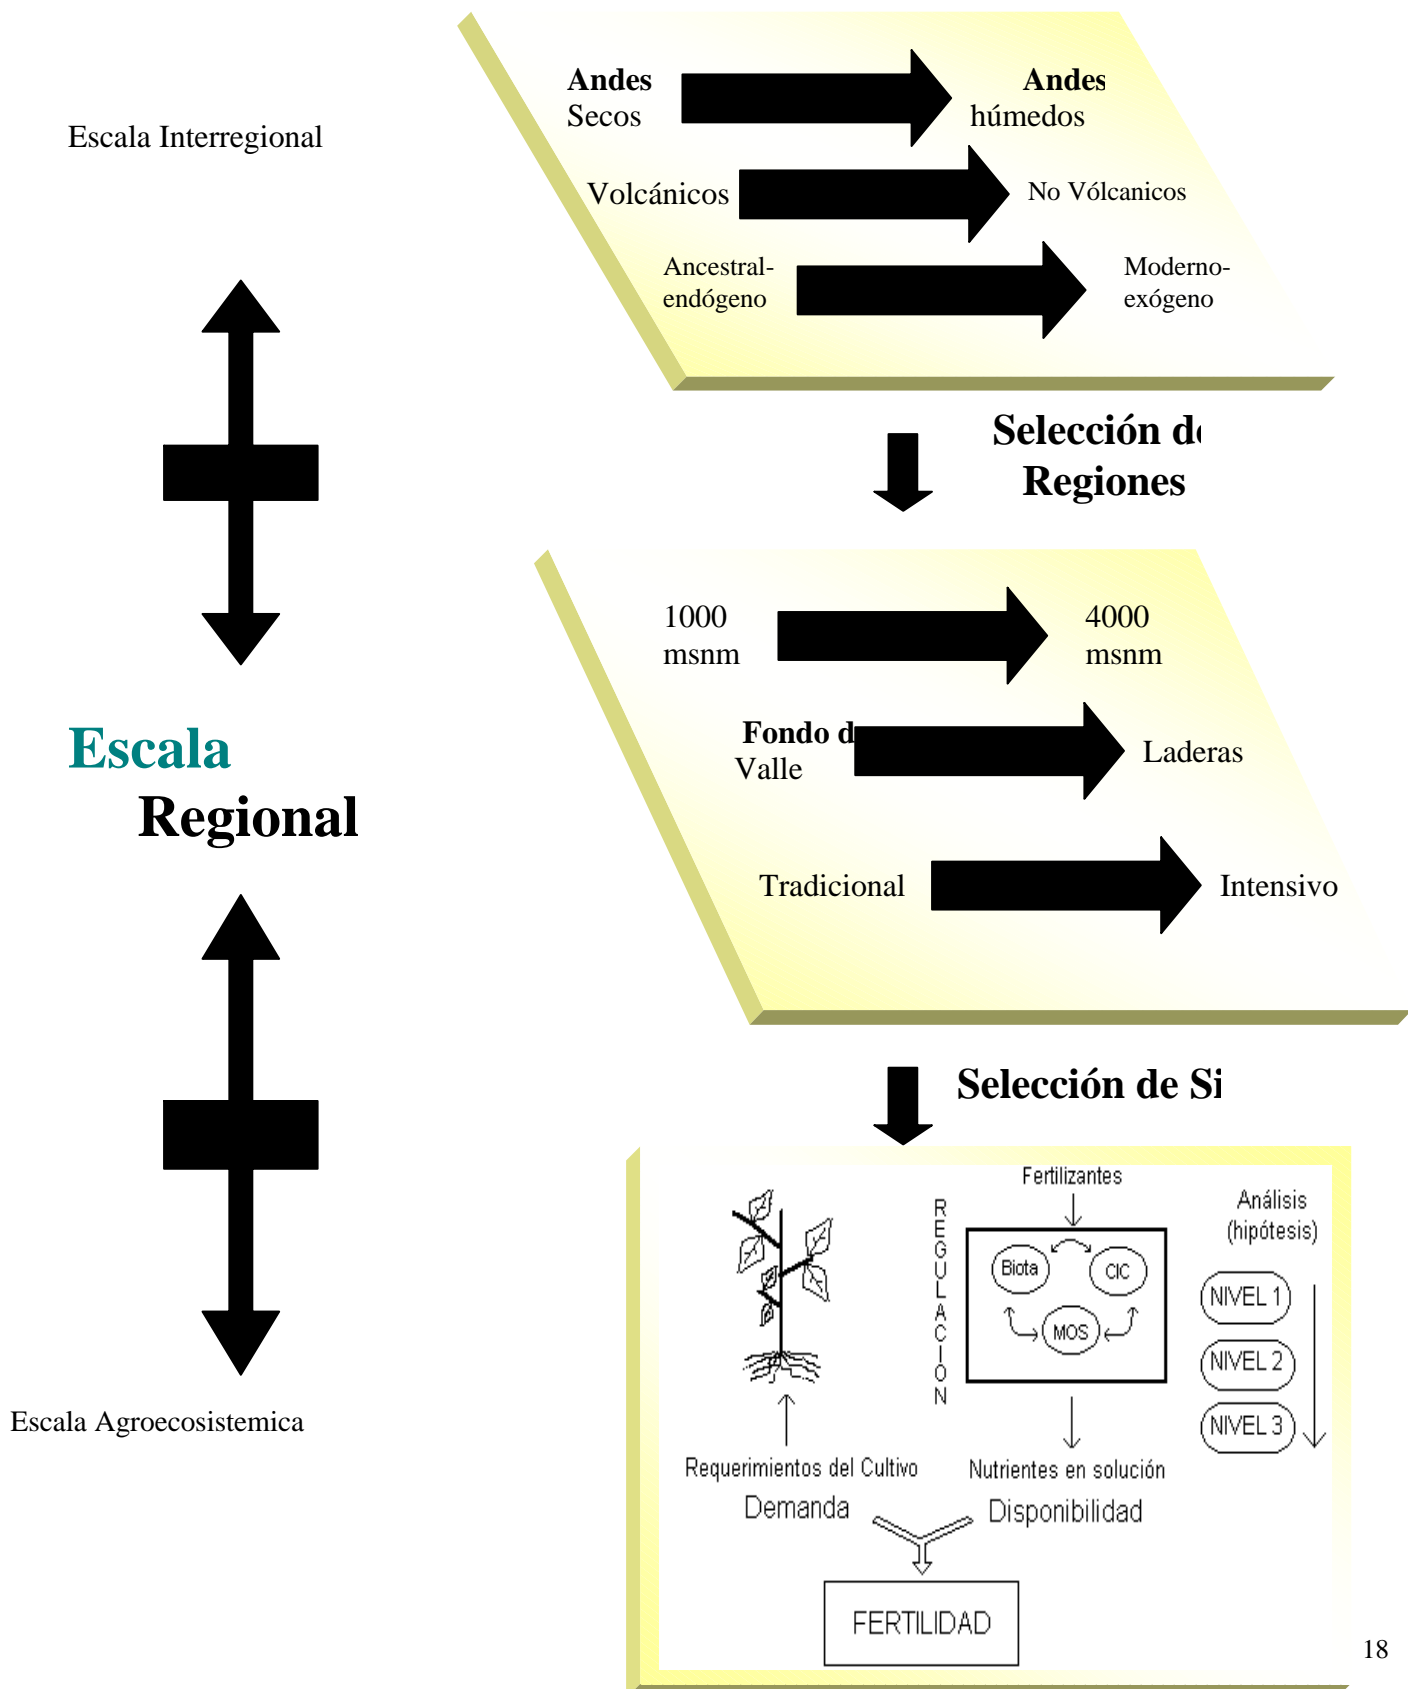 Escala Interregional
Andes
Secos
Andes
húmedos
Volcánicos
No Vólcanicos
Ancestral-
endógeno
Moderno-
exógeno
Selección de
Regiones
1000
msnm
4000
msnm
Escala
Regional
Fondo d
Valle
Laderas
Tradicional
Intensivo
Selección de Si
Escala Agroecosistemica
Fertilizantes
REGULACION
Biota
CIC
MOS
Análisis
(hipótesis)
NIVEL 1
NIVEL 2
NIVEL 3
Requerimientos del Cultivo
Demanda
Nutrientes en solución
Disponibilidad
FERTILIDAD
18